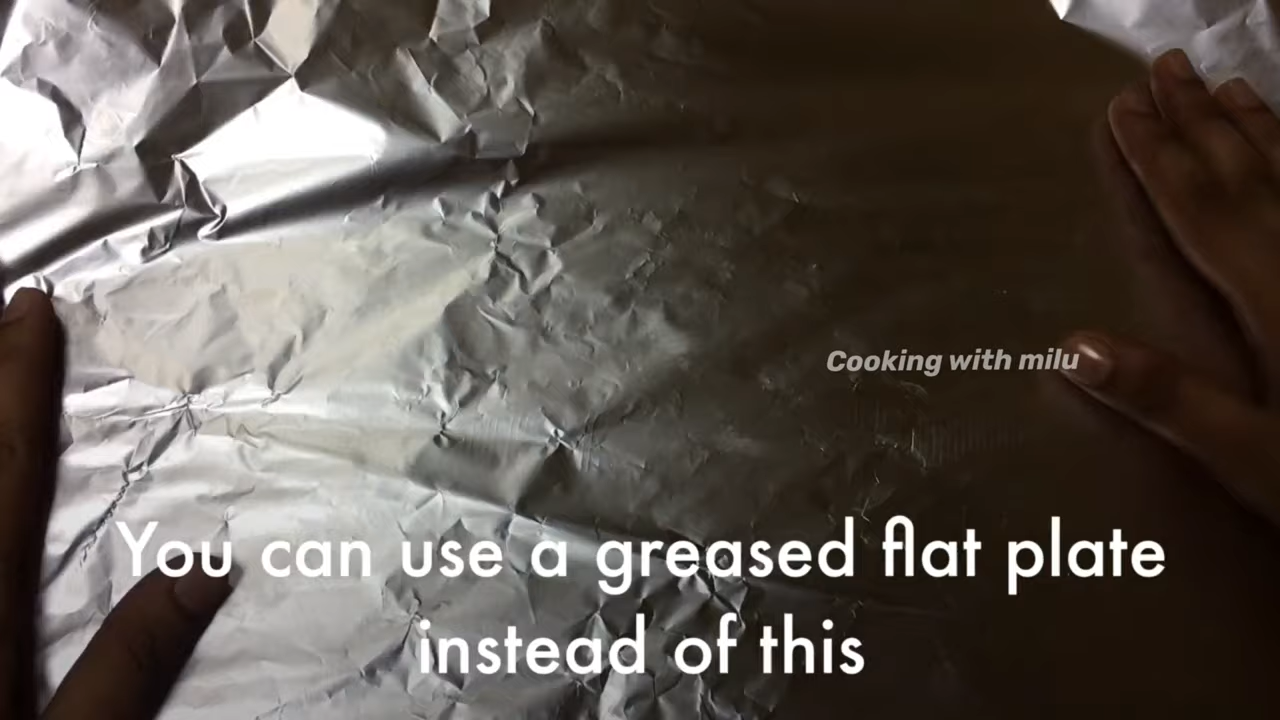 Cooking with milu
You can use a greased flat plate
instead of this